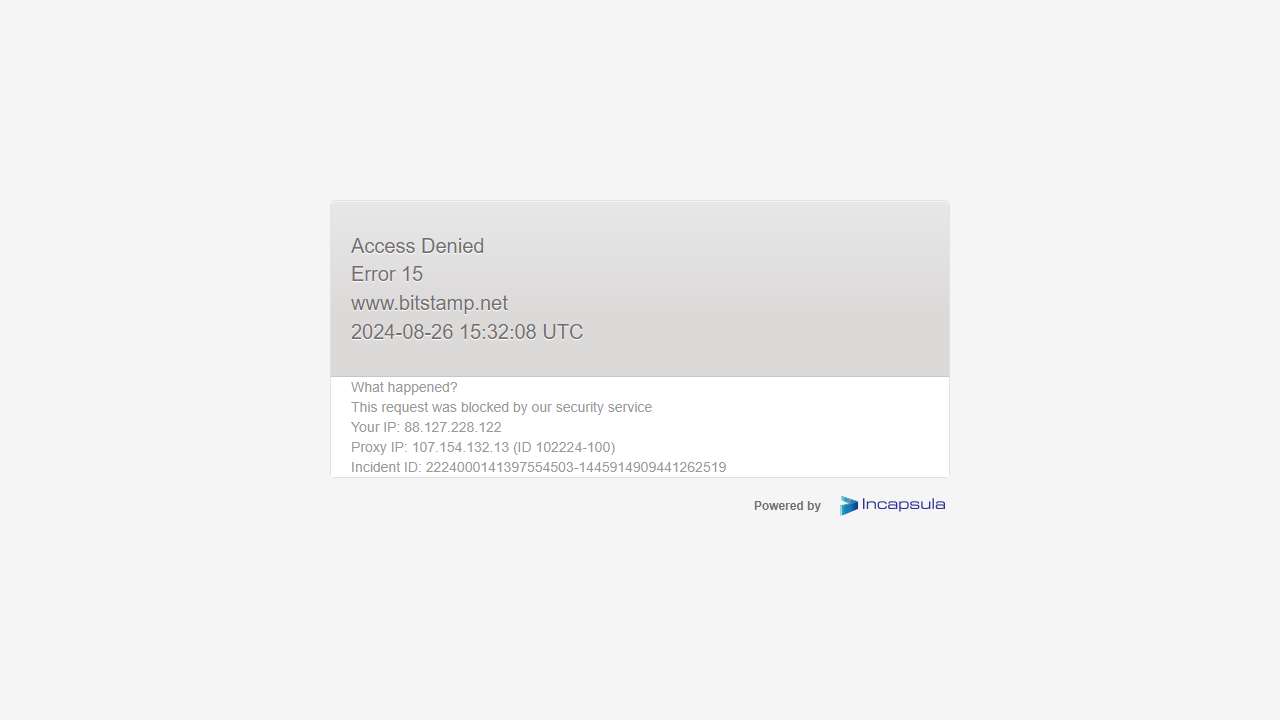 Access Denied
Error 15
www.bitstamp.net
2024-08-26 15:32:08 UTC
What happened?
This request was blocked by our security service
Your IP: 88.127.228.122
Proxy IP: 107.154.132.13 (ID 102224-100)
Incident ID: 2224000141397554503-1445914909441262519
Powered by Incapsula